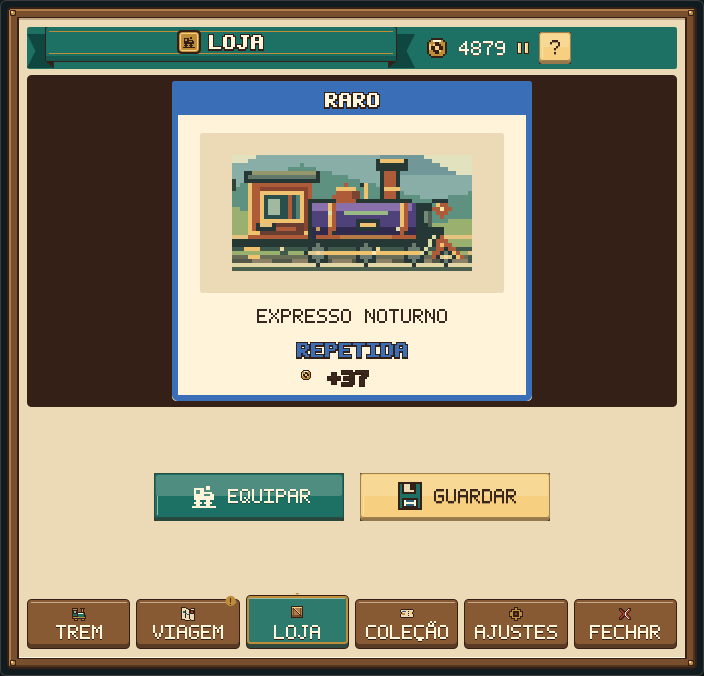 LOJA
4879
?
RARO
EXPRESSO NOTURNO
REPETIDA
+37
EQUIPAR
GUARDAR
!
TREM
VIAGEM
LOJA
COLEÇÃO
AJUSTES
FECHAR